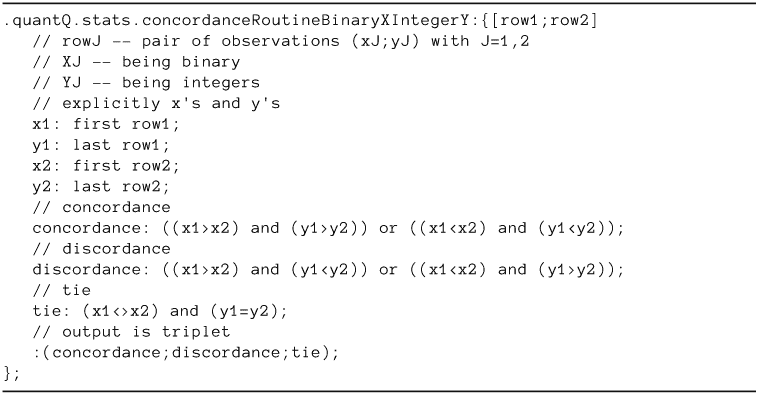 .quantQ.stats.concordanceRoutineBinaryXIntegerY:{[row1;row2]
// rowJ -- pair of observations (xJ;yJ) with J=1,2
// XJ -- being binary
// YJ -- being integers
// explicitly x's and y's
x1: first row1;
y1: last row1;
x2: first row2;
y2: last row2;
// concordance
concordance: ((x1>x2) and (y1>y2)) or ((x1<x2) and (y1<y2));
// discordance
discordance: ((x1>x2) and (y1<y2)) or ((x1<x2) and (y1>y2));
// tie
tie: (x1<>x2) and (y1=y2);
// output is triplet
:(concordance;discordance;tie);
};